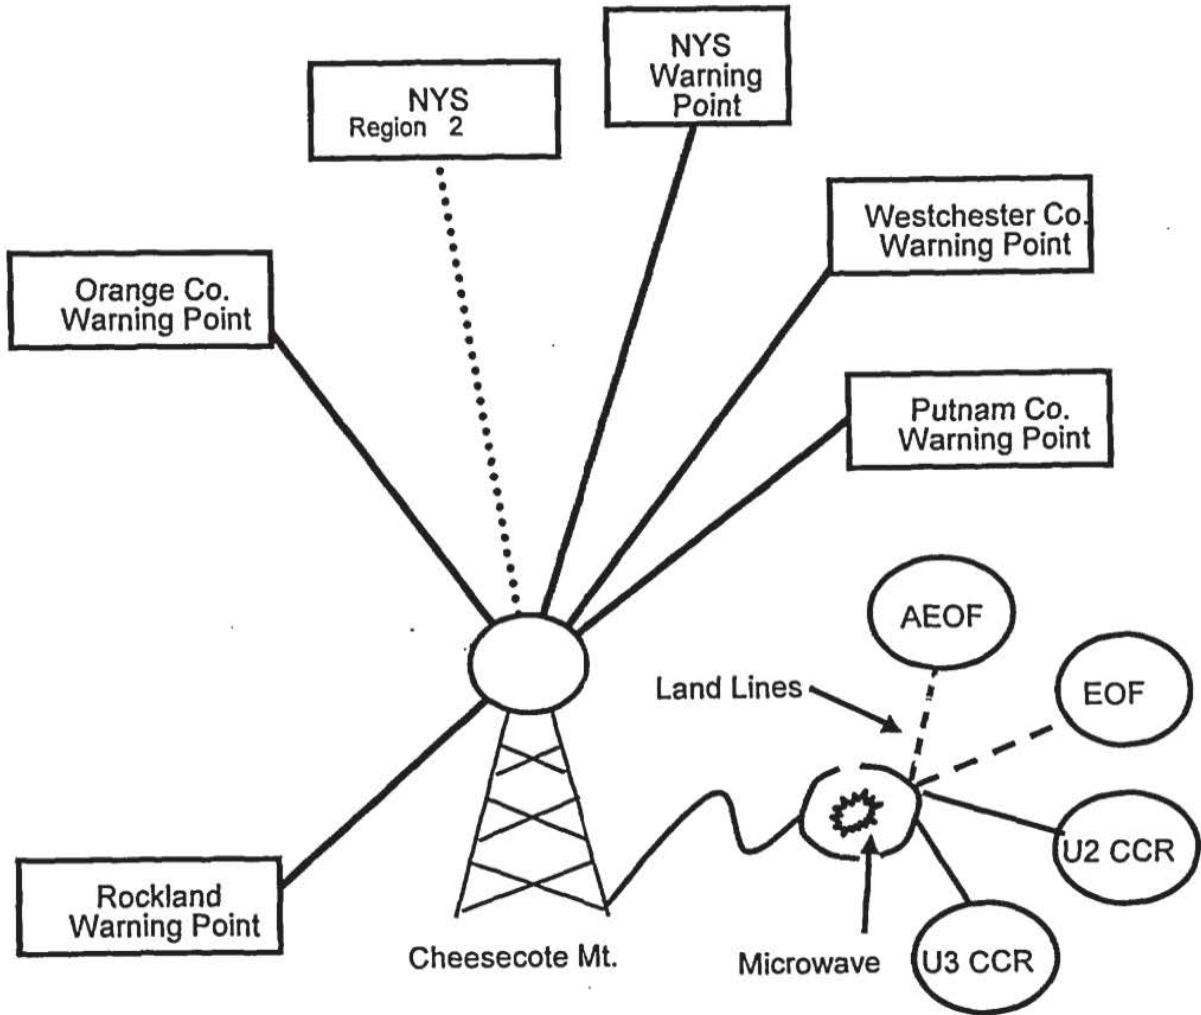 NYS
Warning
Point
NYS
Region 2
Westchester Co.
Warning Point
Orange Co.
Warning Point
Putnam Co.
Warning Point
AEOF
Land Lines
EOF
U2 CCR
Rockland
Warning Point
Cheesecote Mt.
Microwave
U3 CCR